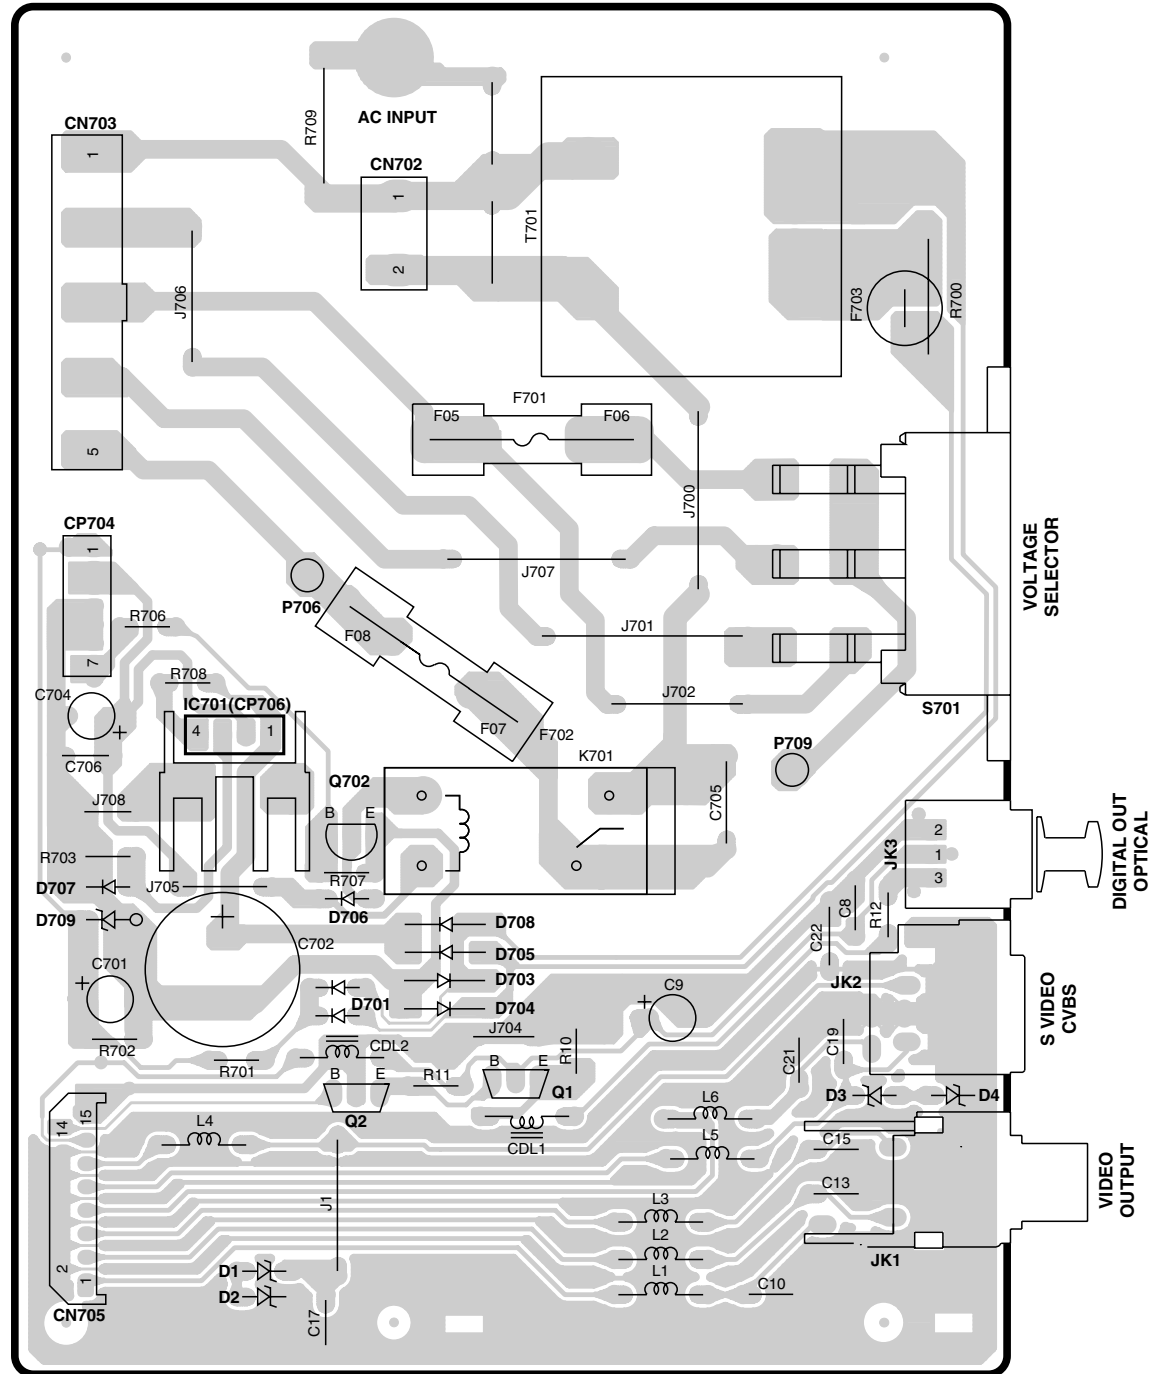 AC INPUT
R709
CN703
1
CN702
1
2
5
T701
J706
F703
R700
F701
F05
F06
J700
VOLTAGE
SELECTOR
CP704
1
7
J707
P706
R706
F08
J701
C704
R708
J702
IC701(CP706)
4
1
F07
F702
S701
K701
P709
C706
Q702
J708
B
E
C705
DIGITAL OUT
OPTICAL
JK3
2
1
3
R703
D707
J705
R707
D706
D709
C702
D708
D705
D703
D704
C8
R12
C22
JK2
S VIDEO
CVBS
C701
D701
C9
R702
R701
CDL2
J704
R10
C21
C19
B
E
R11
B
E
Q1
Q2
CDL1
D3
D4
14
15
L4
L6
L5
C15
C13
J1
L3
L2
L1
VIDEO
OUTPUT
JK1
2
1
CN705
D1
D2
C17
C10